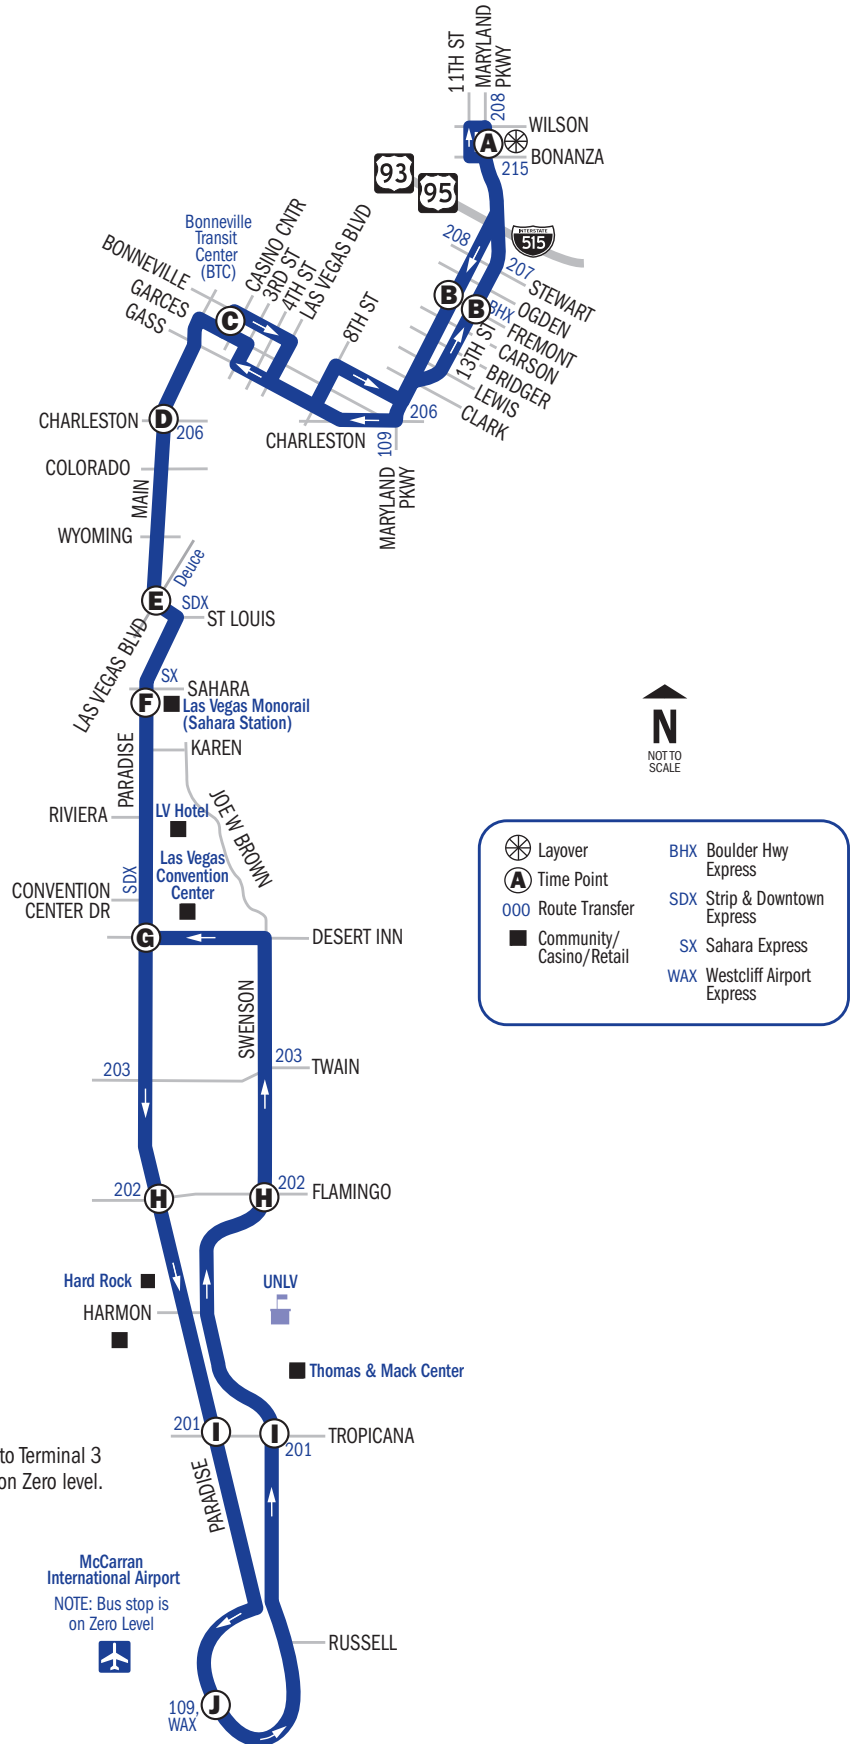 11TH ST
MARYLAND
PKWY
208
WILSON
A
BONANZA
215
93
95
INTERSTATE
515
208
207
STEWART
OGDEN
FREMONT
CARSON
BRIDGER
LEWIS
CLARK
B
B
BHX
13TH ST
Bonneville
Transit
Center
(BTC)
CASINO CNTR
3RD ST
4TH ST
LAS VEGAS BLVD
BONNEVILLE
GARCES
GASS
C
8TH ST
CHARLESTON
D
206
CHARLESTON
206
109
MARYLAND
PKWY
COLORADO
MAIN
WYOMING
Deuce
E
SDX
ST LOUIS
LAS VEGAS BLVD
SX
SAHARA
F
Las Vegas Monorail
(Sahara Station)
KAREN
PARADISE
RIVIERA
LV Hotel
JOE W BROWN
Las Vegas
Convention
Center
SDX
CONVENTION
CENTER DR
G
DESERT INN
SWENSON
203
203
TWAIN
202
H
H
202
FLAMINGO
Hard Rock
UNLV
HARMON
Thomas & Mack Center
201
I
I
201
TROPICANA
to Terminal 3
on Zero level.
PARADISE
McCarran
International Airport
NOTE: Bus stop is
on Zero Level
RUSSELL
J
109,
WAX
N
NOT TO
SCALE
Layover
A Time Point
000 Route Transfer
Community/
Casino/Retail
BHX Boulder Hwy
Express
SDX Strip & Downtown
Express
SX Sahara Express
WAX Westcliff Airport
Express